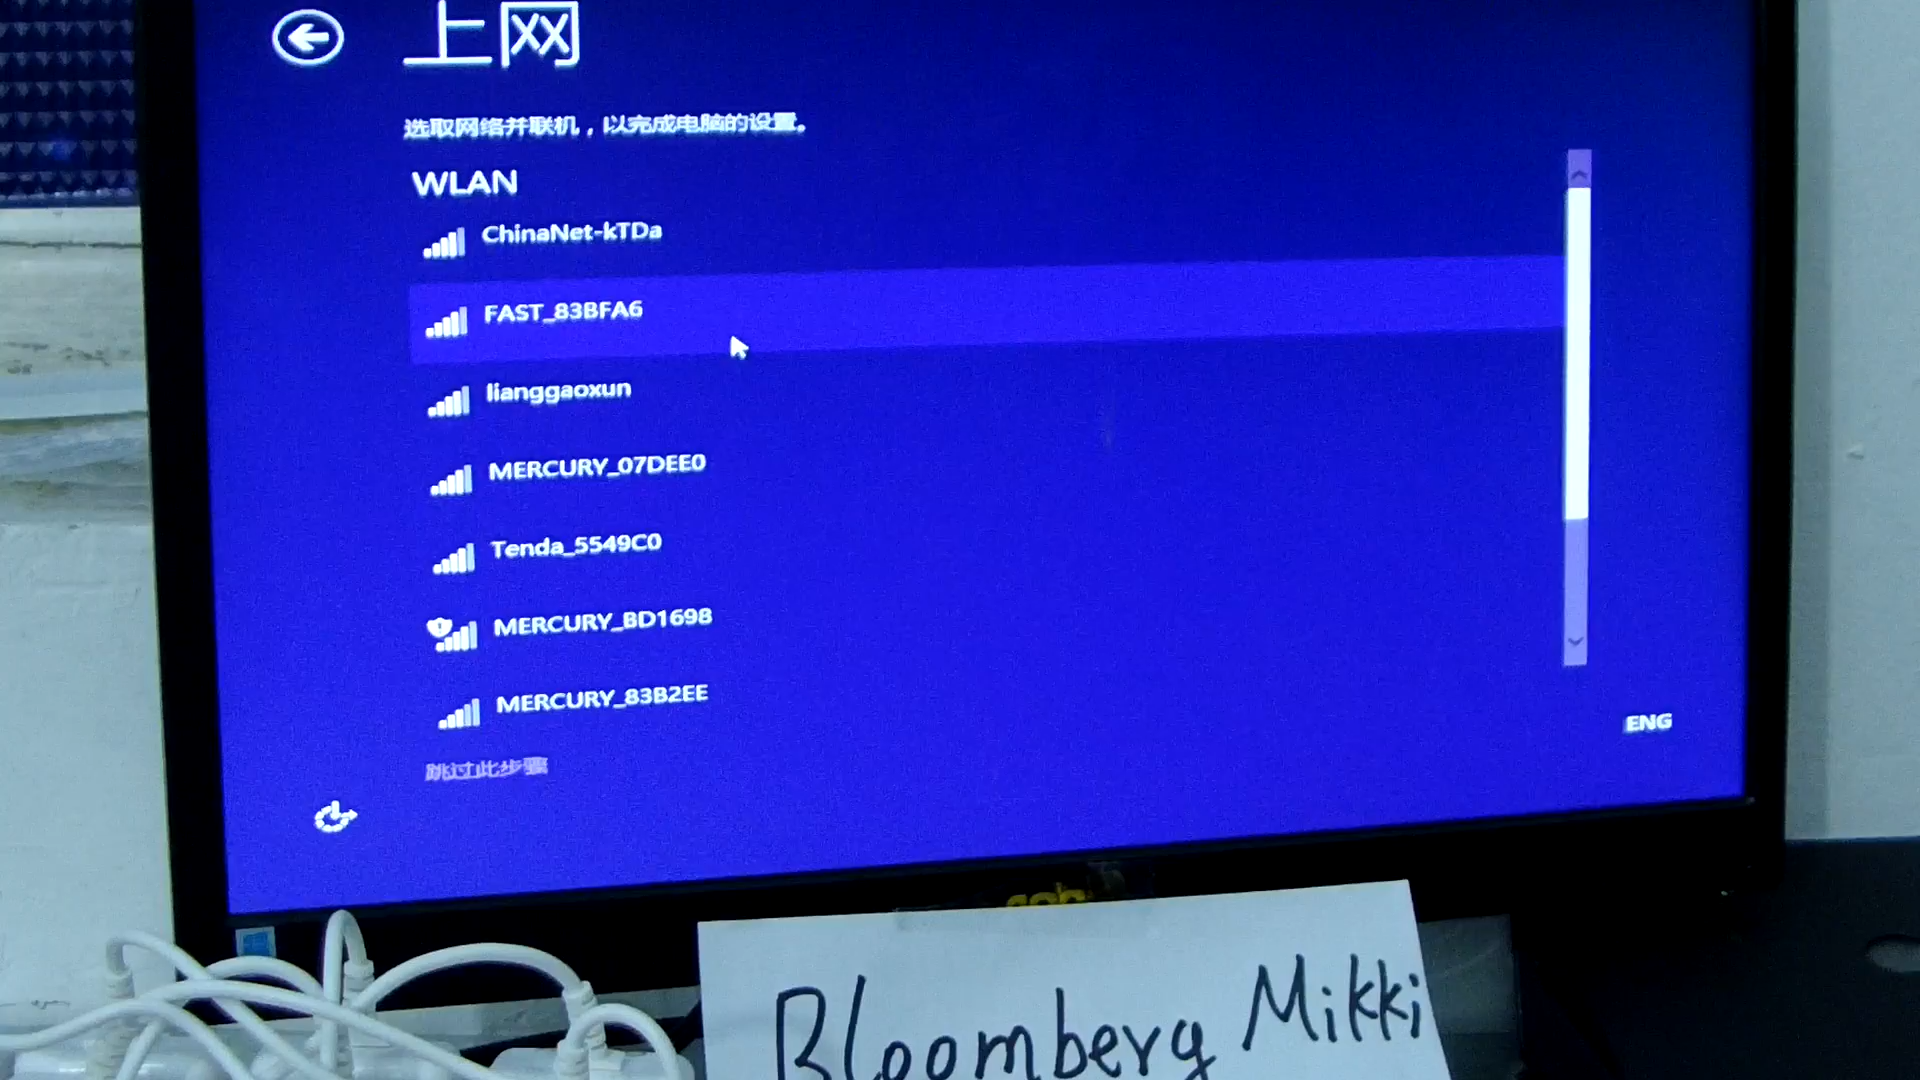 上网
选取网络并联机，以完成电脑的设置。
WLAN
ChinaNet-kTDa
FAST_83BFA6
lianggaoxun
MERCURY_07DEE0
Tenda_5549C0
MERCURY_BD1698
MERCURY_83B2EE
跳过此步骤
ENG
Bloomberg Mikki